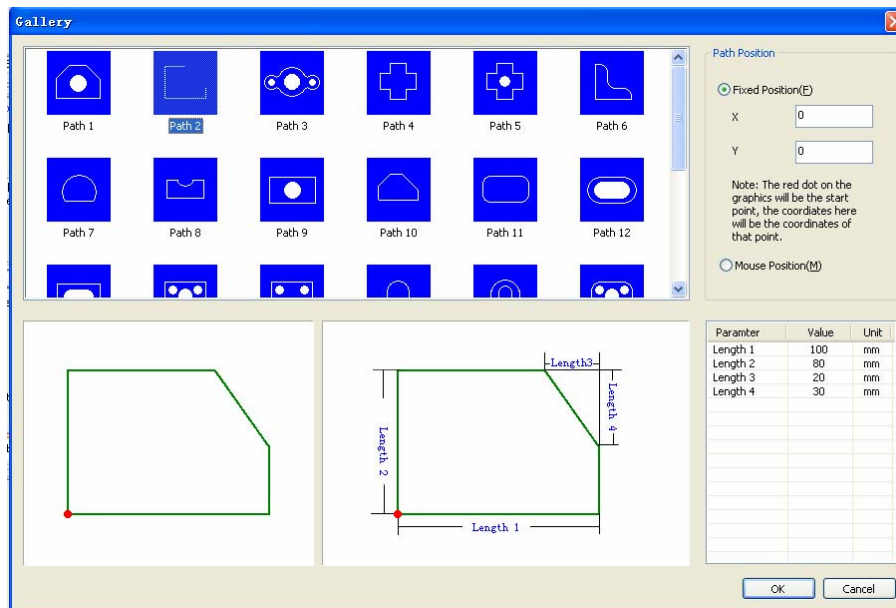 Gallery
Path 1
Path 2
Path 3
Path 4
Path 5
Path 6
Path 7
Path 8
Path 9
Path 10
Path 11
Path 12
Path Position
Fixed Position(F)
X 0
Y 0
Note: The red dot on the
graphics will be the start
point, the coordiates here
will be the coordinates of
that point.
Mouse Position(M)
Length3
Length 4
Length 2
Length 1
Paramter Value Unit
Length 1 100 mm
Length 2 80 mm
Length 3 20 mm
Length 4 30 mm
OK Cancel